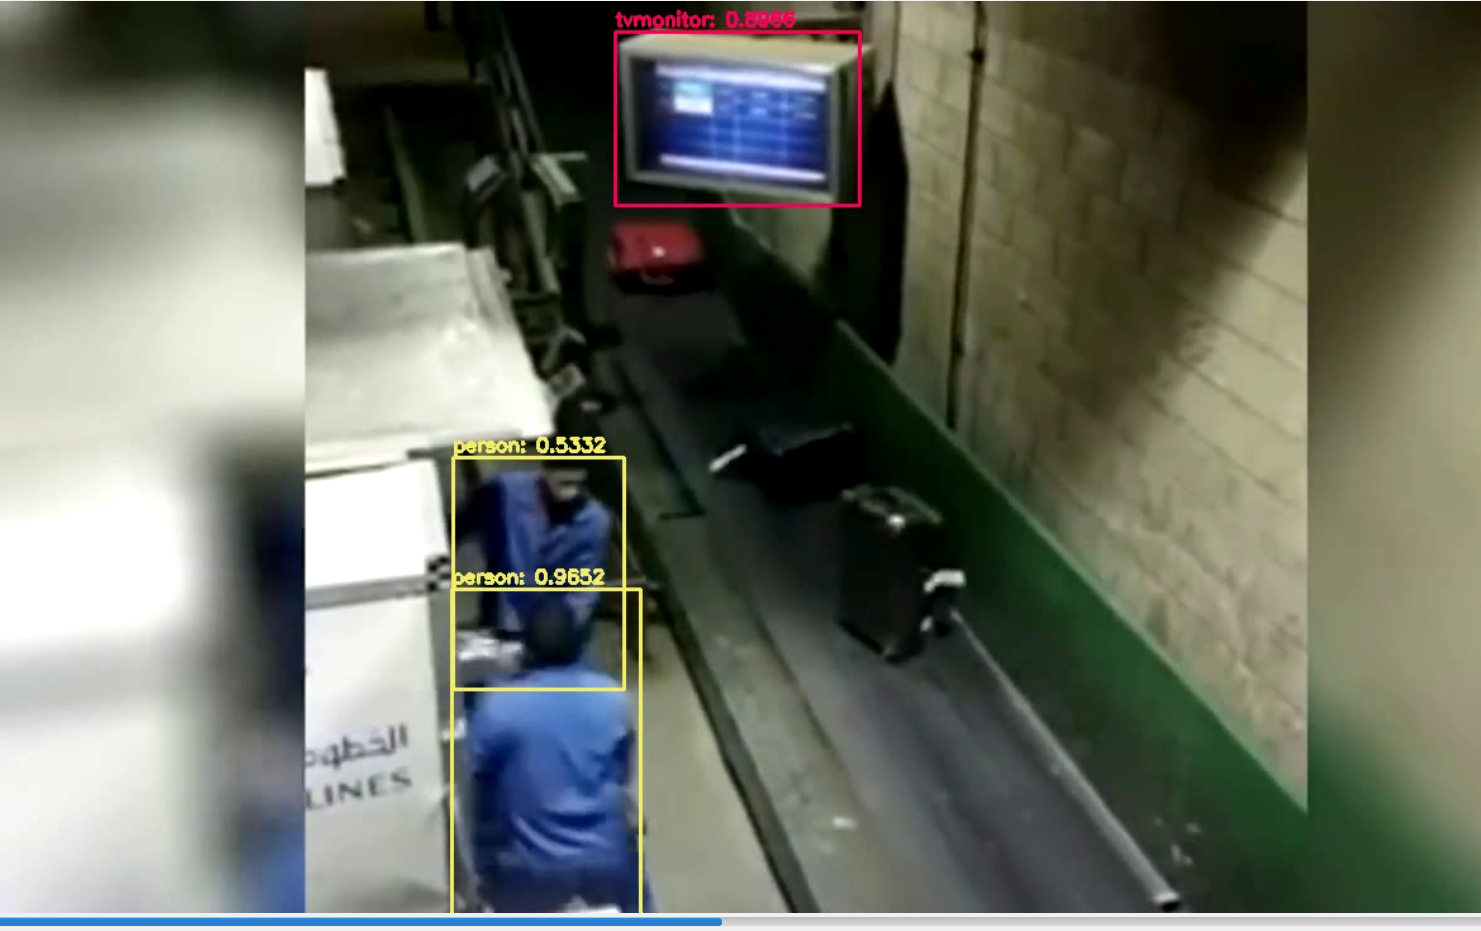 tvmonitor: 0.8966
person: 0.5332
person: 0.9652
الخطوط
LINES